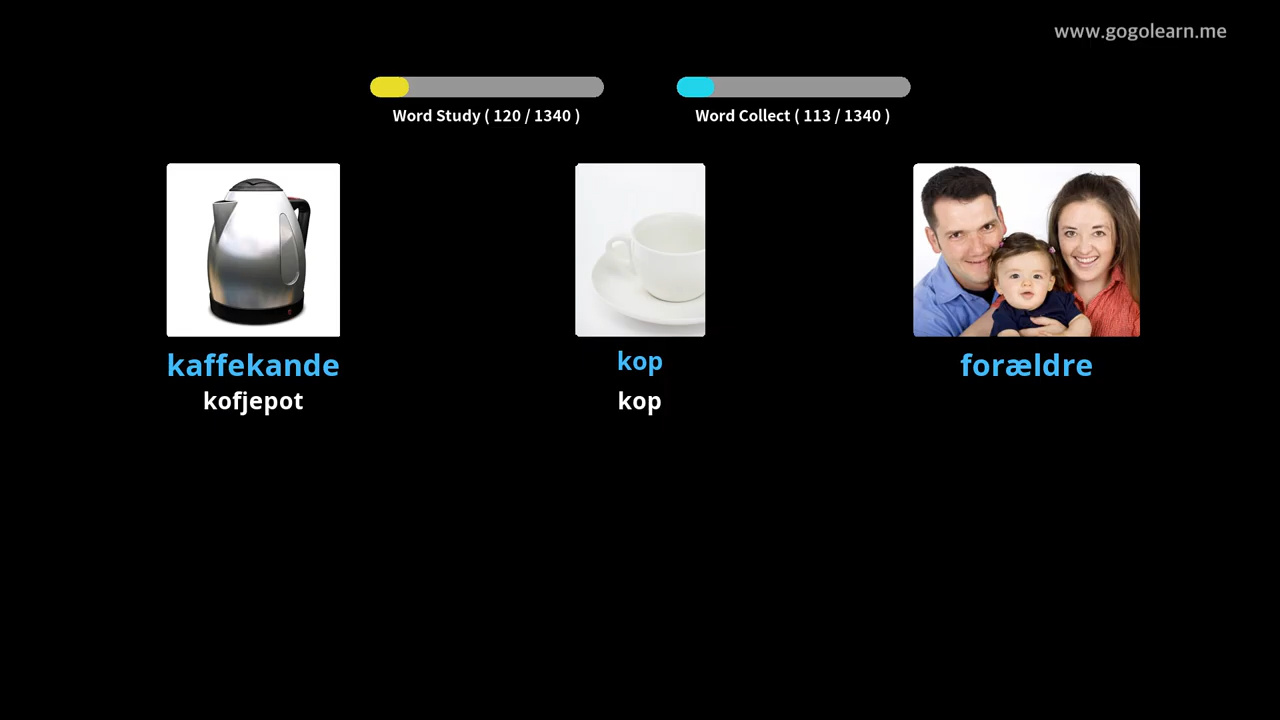 www.gogolearn.me
Word Study ( 120 / 1340 )
Word Collect ( 113 / 1340 )
kaffekande
kofjepot
kop
kop
forældre